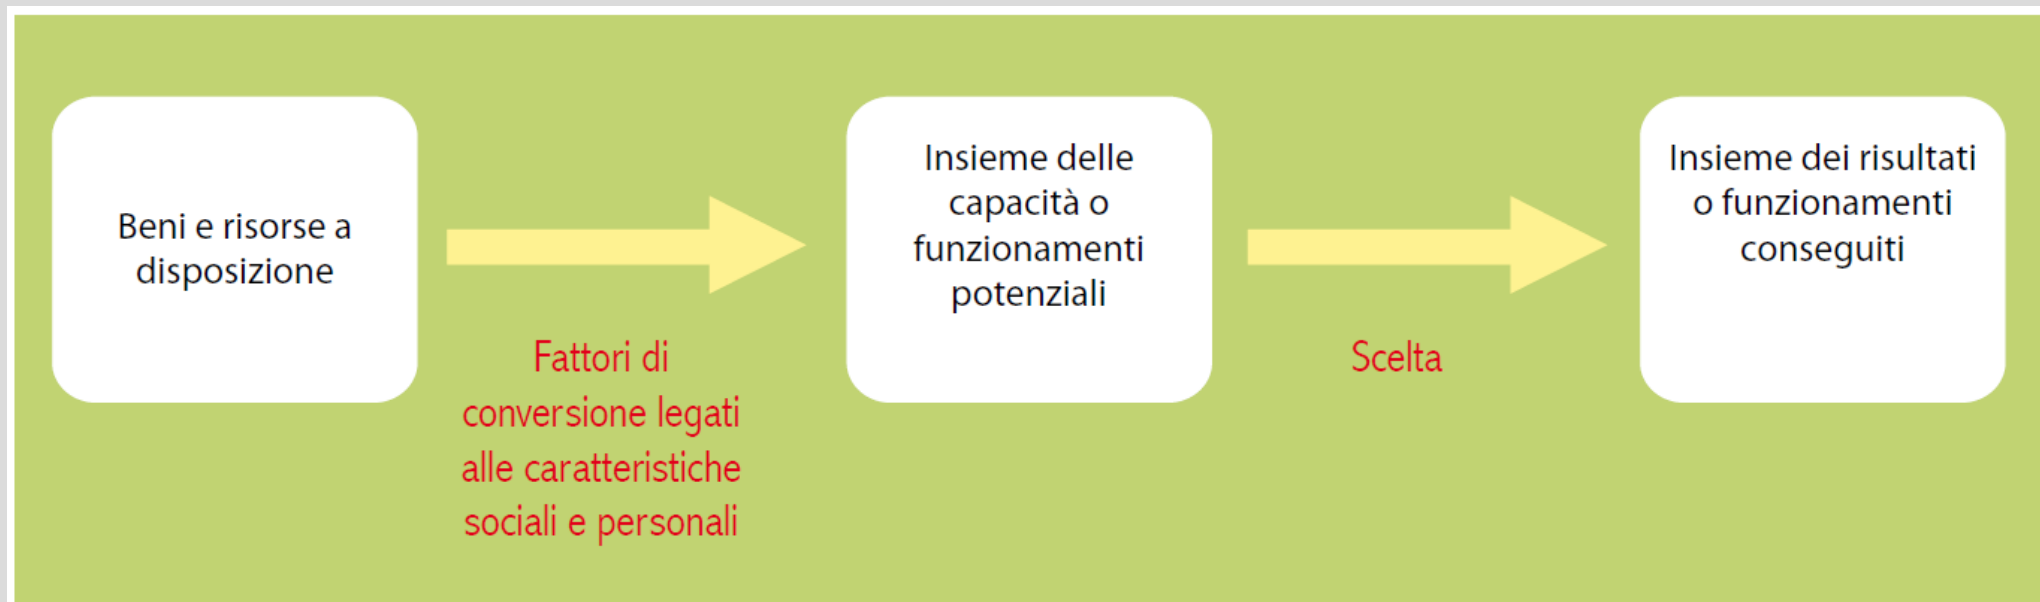 Beni e risorse a
disposizione
Fattori di
conversione legati
alle caratteristiche
sociali e personali
Insieme delle
capacità o
funzionamenti
potenziali
Scelta
Insieme dei risultati
o funzionamenti
conseguiti